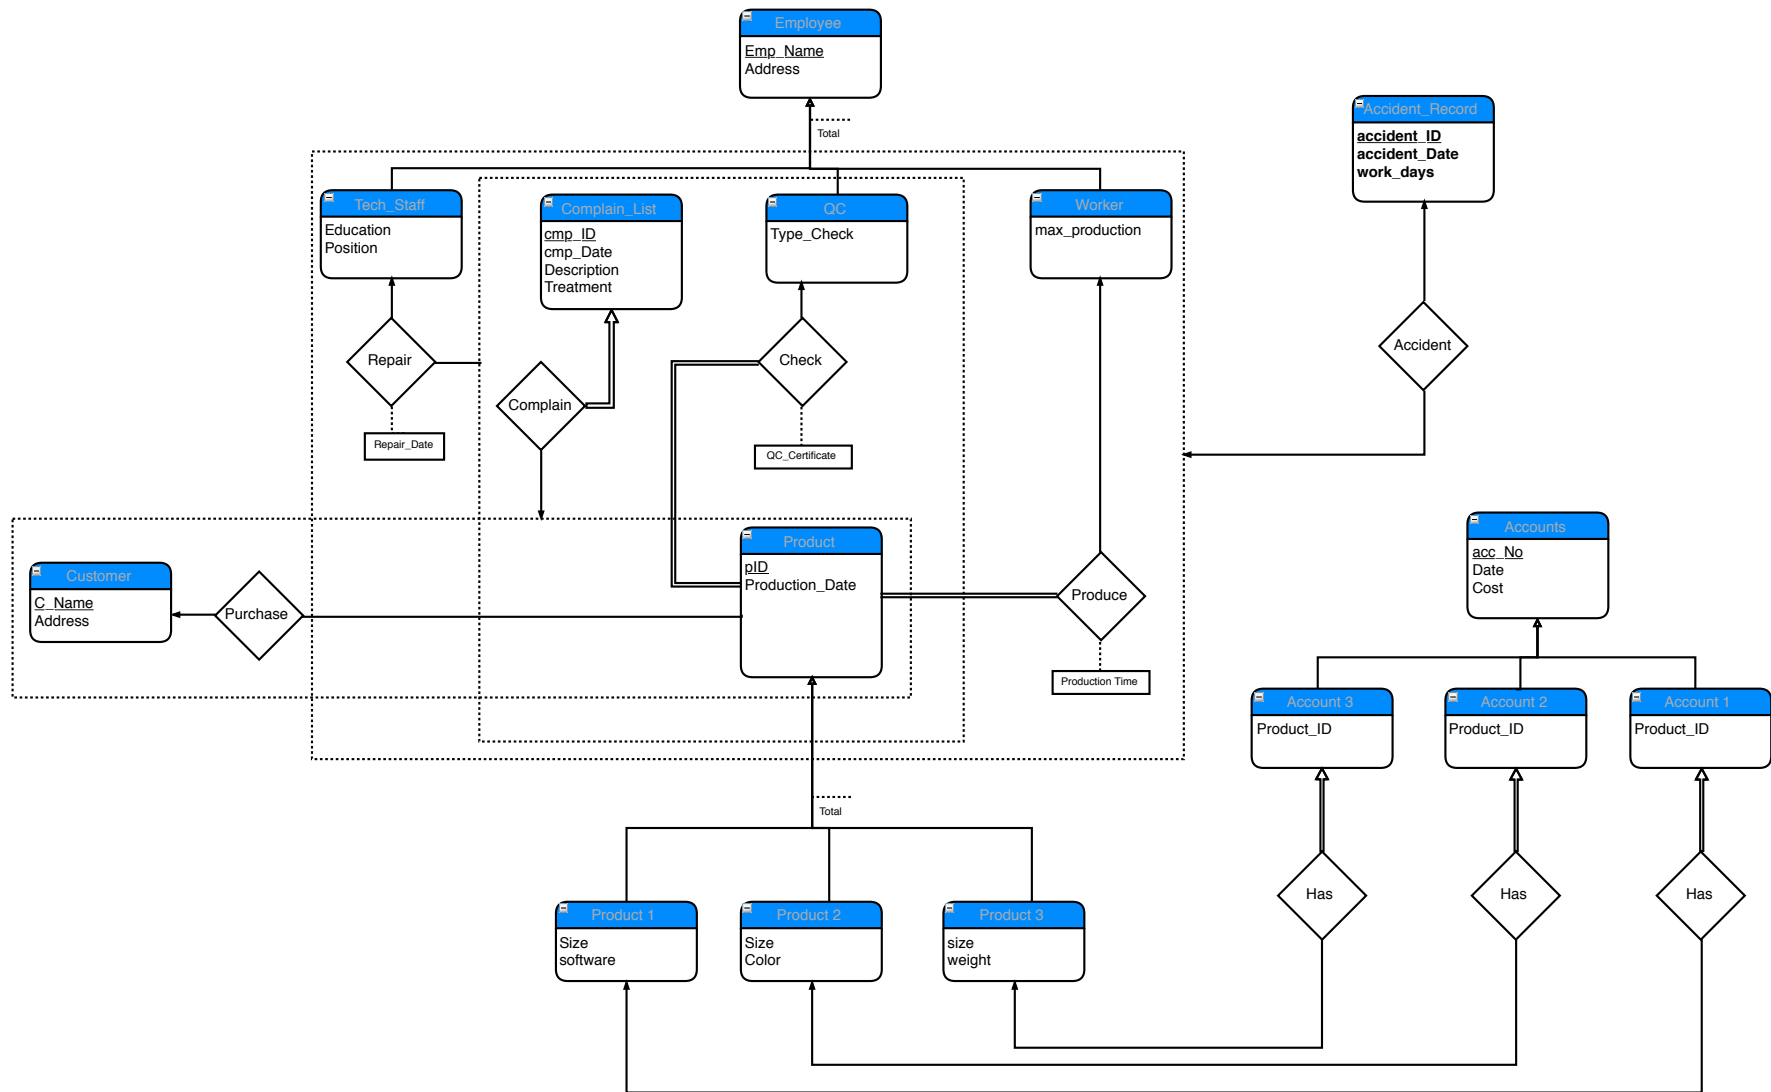 Employee
Emp_Name
Address
Total
Accident_Record
accident_ID
accident_Date
work_days
Tech_Staff
Education
Position
Complain_List
cmp_ID
cmp_Date
Description
Treatment
QC
Type_Check
Worker
max_production
Repair
Repair_Date
Complain
Check
QC_Certificate
Accident
Customer
C_Name
Address
Purchase
Product
pID
Production_Date
Produce
Production Time
Accounts
acc_No
Date
Cost
Account 3
Product_ID
Account 2
Product_ID
Account 1
Product_ID
Total
Has
Has
Has
Product 1
Size
software
Product 2
Size
Color
Product 3
size
weight